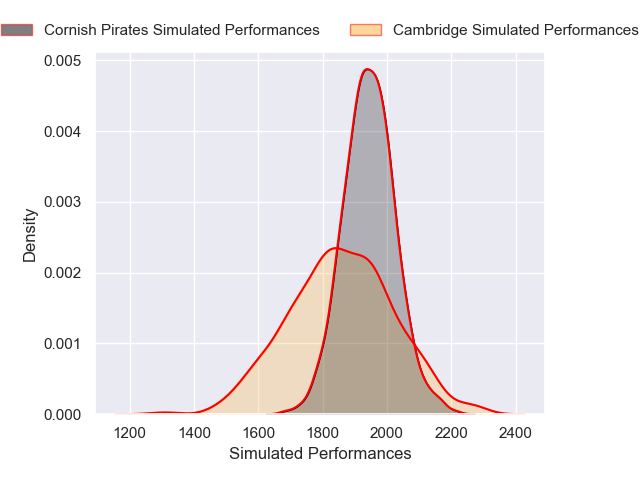 Cornish Pirates Simulated Performances Cambridge Simulated Performances
0.005
0.004
0.003
0.002
0.001
0.000
Density
1200 1400 1600 1800 2000 2200 2400
Simulated Performances